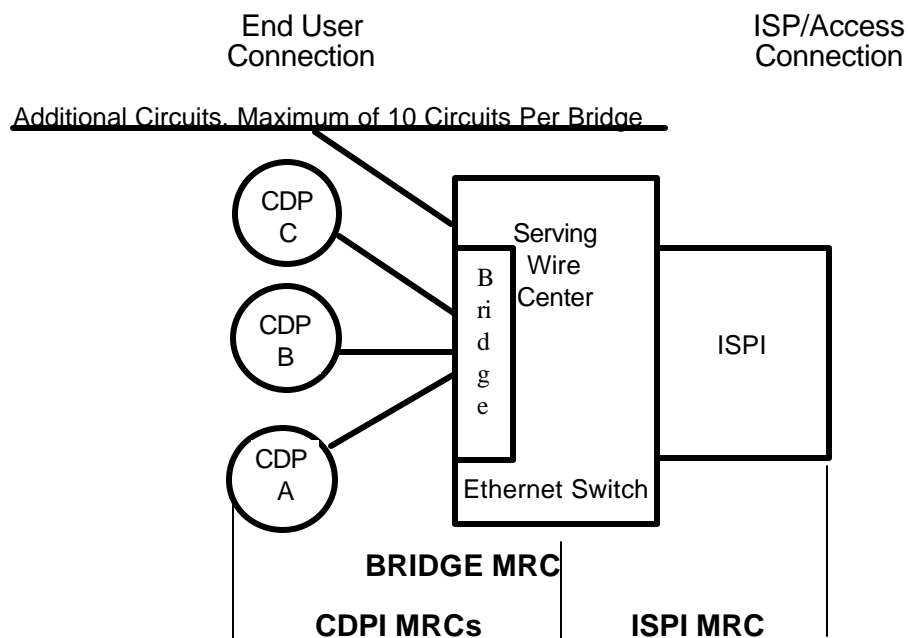 End User
Connection
ISP/Access
Connection
Additional Circuits. Maximum of 10 Circuits Per Bridge
CDP
C
CDP
B
CDP
A
Bridge
Serving
Wire
Center
Ethernet Switch
ISPI
BRIDGE MRC
CDPI MRCs
ISPI MRC